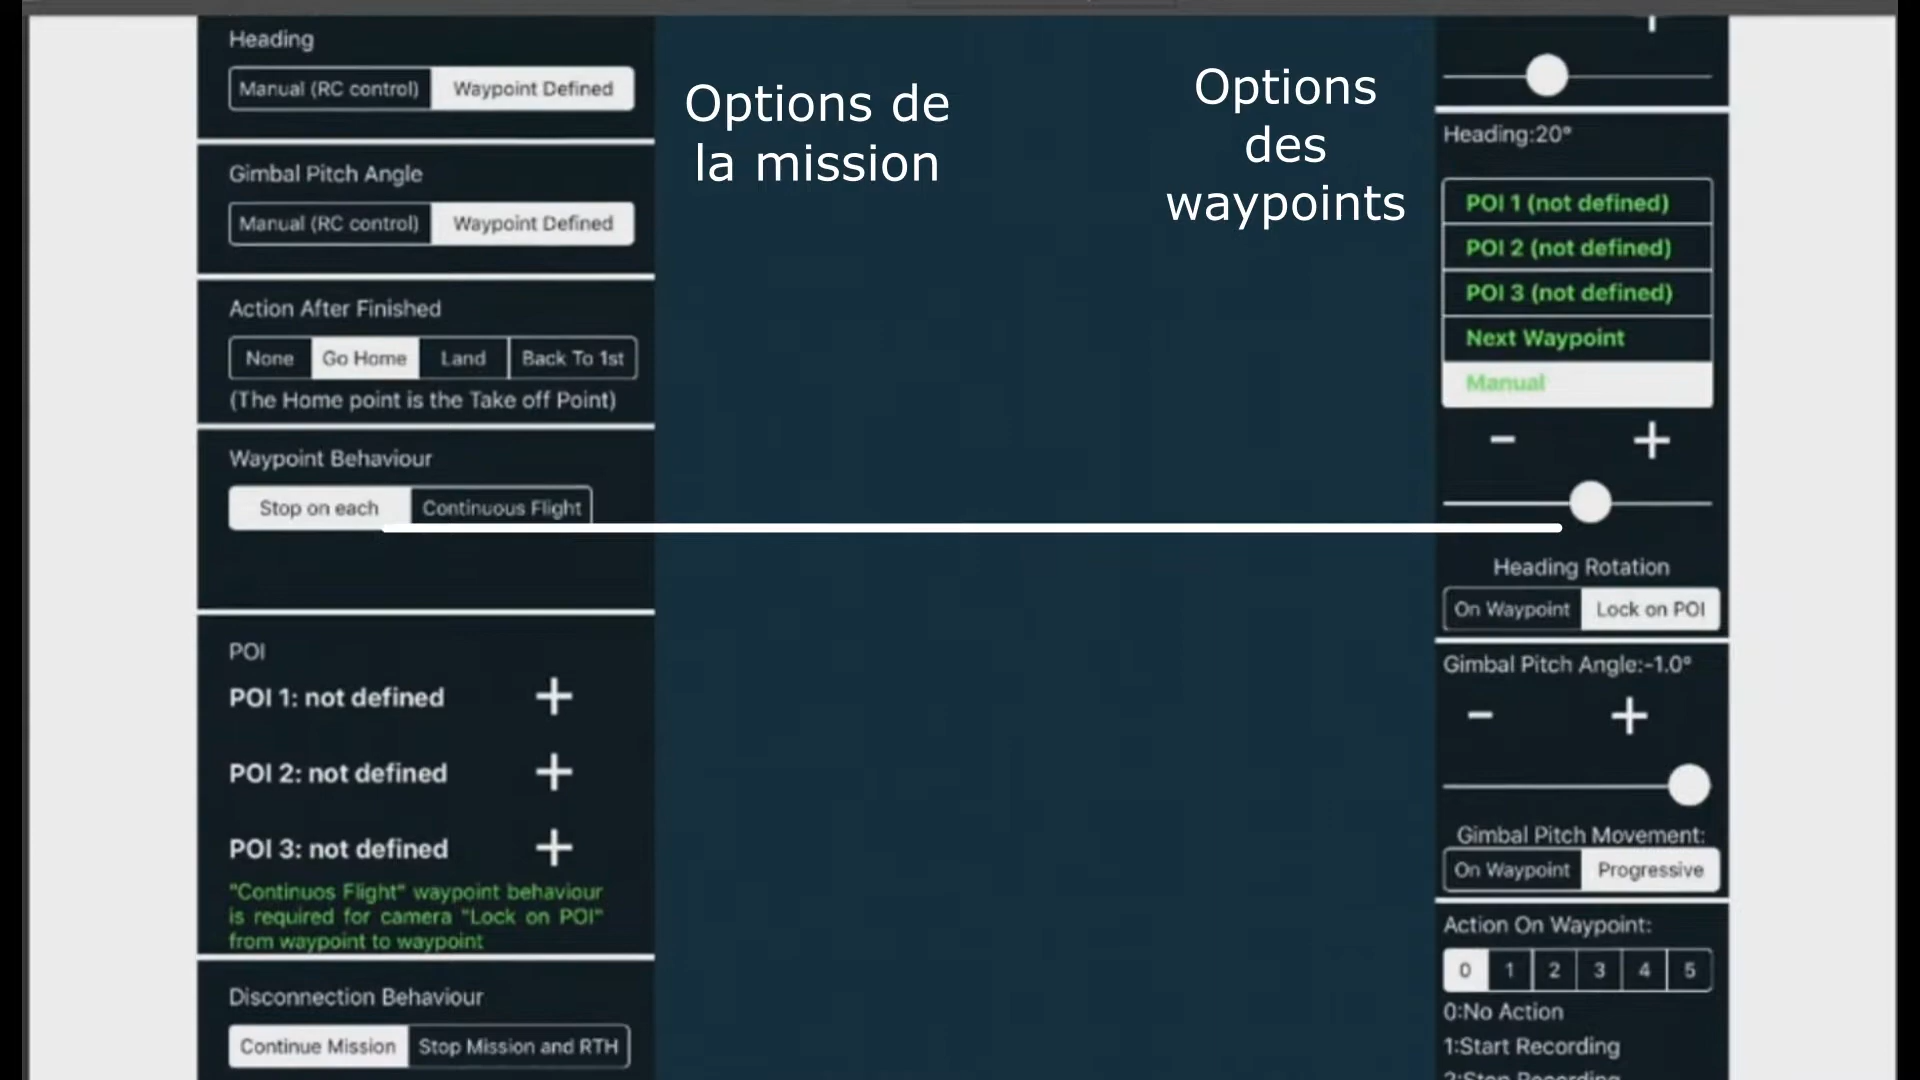 Heading
Manual (RC control) Waypoint Defined
Gimbal Pitch Angle
Manual (RC control) Waypoint Defined
Action After Finished
None Go Home Land Back To 1st
(The Home point is the Take off Point)
Waypoint Behaviour
Stop on each Continuous Flight
POI
POI 1: not defined +
POI 2: not defined +
POI 3: not defined +
"Continuos Flight" waypoint behaviour
is required for camera "Lock on POI"
from waypoint to waypoint
Disconnection Behaviour
Continue Mission Stop Mission and RTH
Options de
la mission
Options
des
waypoints
+
Heading:20°
POI 1 (not defined)
POI 2 (not defined)
POI 3 (not defined)
Next Waypoint
Manual
- +
Heading Rotation
On Waypoint Lock on POI
Gimbal Pitch Angle:-1.0°
- +
Gimbal Pitch Movement:
On Waypoint Progressive
Action On Waypoint:
0 1 2 3 4 5
0:No Action
1:Start Recording
2:Stop Recording